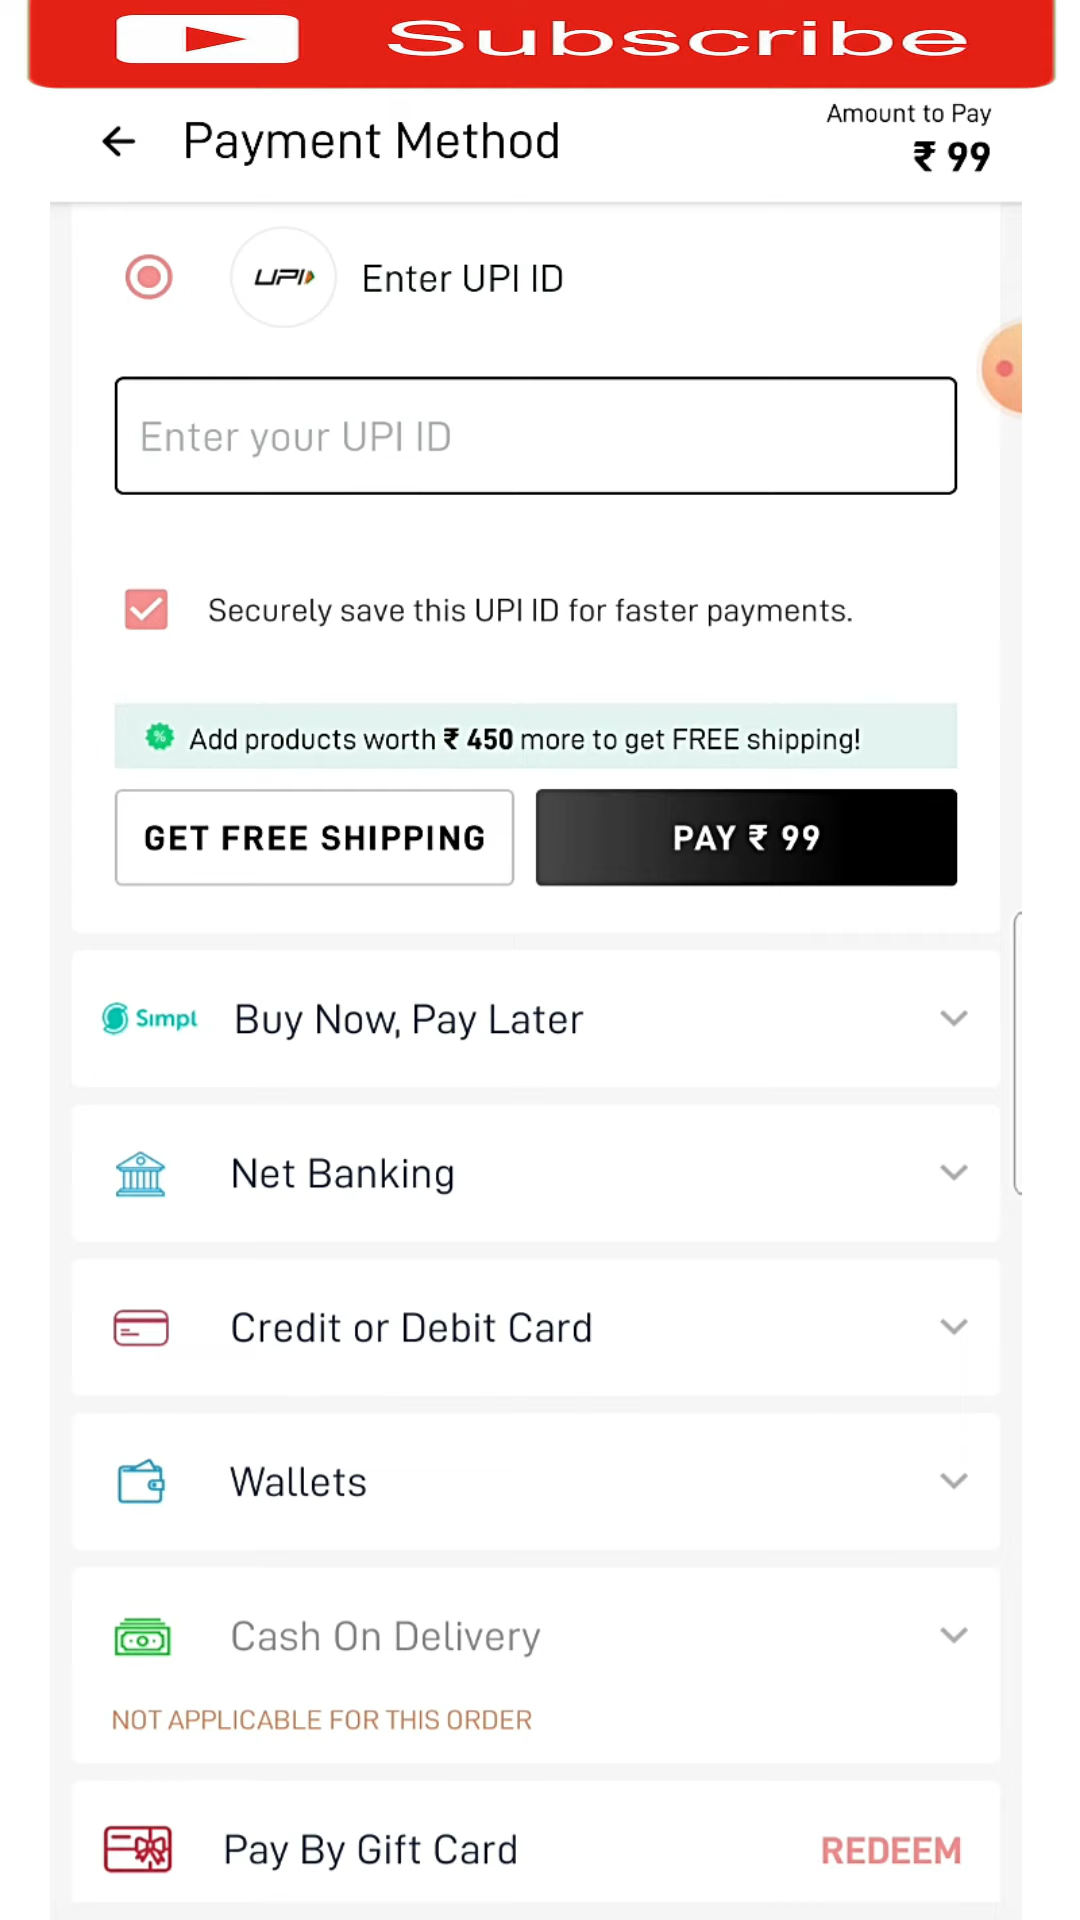 Subscribe
Amount to Pay
Payment Method
₹ 99
UPI
Enter UPI ID
Enter your UPI ID
Securely save this UPI ID for faster payments.
% Add products worth ₹ 450 more to get FREE shipping!
GET FREE SHIPPING
PAY ₹ 99
Simpl Buy Now, Pay Later
Net Banking
Credit or Debit Card
Wallets
Cash On Delivery
NOT APPLICABLE FOR THIS ORDER
Pay By Gift Card
REDEEM